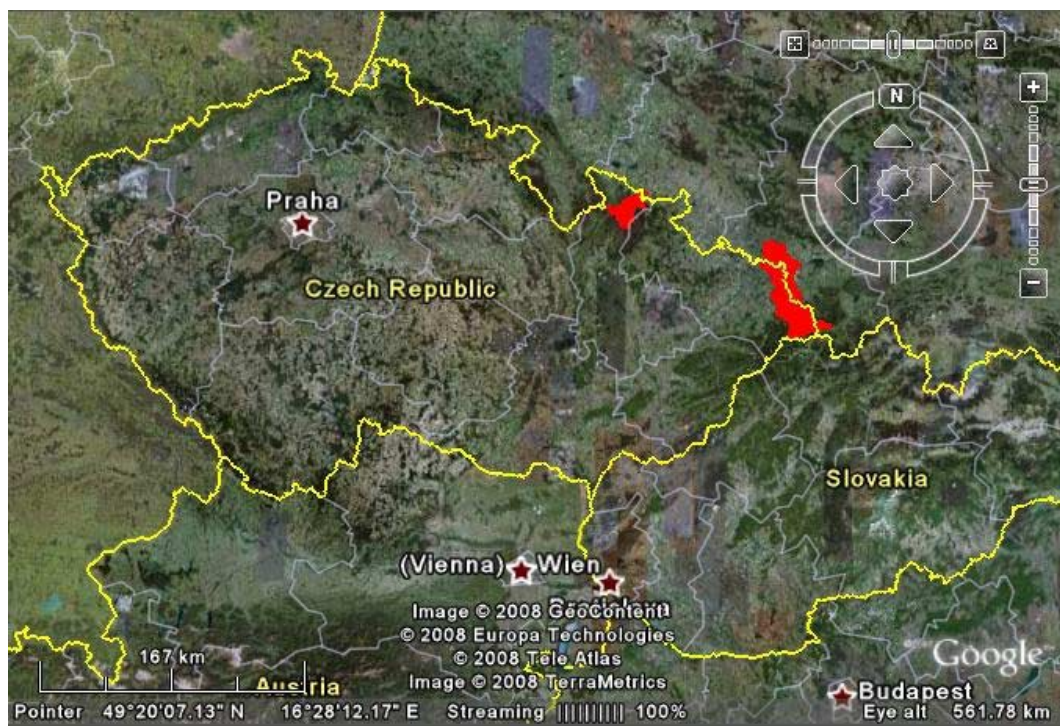 N
Praha
Czech Republic
Slovakia
(Vienna) Wien
Image © 2008 GeoContent
© 2008 Europa Technologies
© 2008 Tele Atlas
Image © 2008 TerraMetrics
Google
167 km
Austria
Budapest
Pointer 49°20'07.13" N 16°28'12.17" E Streaming 100% Eye alt 561.78 km